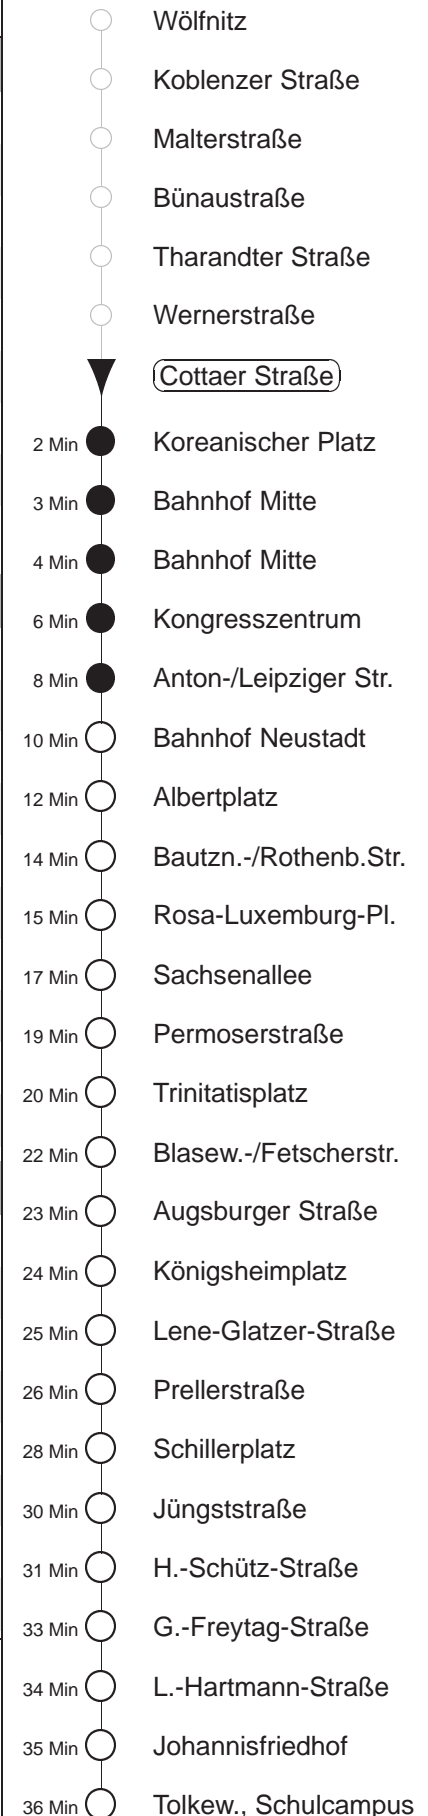 Wölfnitz
Koblenzer Straße
Malterstraße
Bünaustraße
Tharandter Straße
Wernerstraße
Cottaer Straße
2 Min Koreanischer Platz
3 Min Bahnhof Mitte
4 Min Bahnhof Mitte
6 Min Kongresszentrum
8 Min Anton-/Leipziger Str.
10 Min Bahnhof Neustadt
12 Min Albertplatz
14 Min Bautzn.-/Rothenb.Str.
15 Min Rosa-Luxemburg-Pl.
17 Min Sachsenallee
19 Min Permoserstraße
20 Min Trinitatisplatz
22 Min Blasew.-/Fetscherstr.
23 Min Augsburger Straße
24 Min Königsheimplatz
25 Min Lene-Glatzer-Straße
26 Min Prellerstraße
28 Min Schillerplatz
30 Min Jüngststraße
31 Min H.-Schütz-Straße
33 Min G.-Freytag-Straße
34 Min L.-Hartmann-Straße
35 Min Johannisfriedhof
36 Min Tolkew., Schulcampus